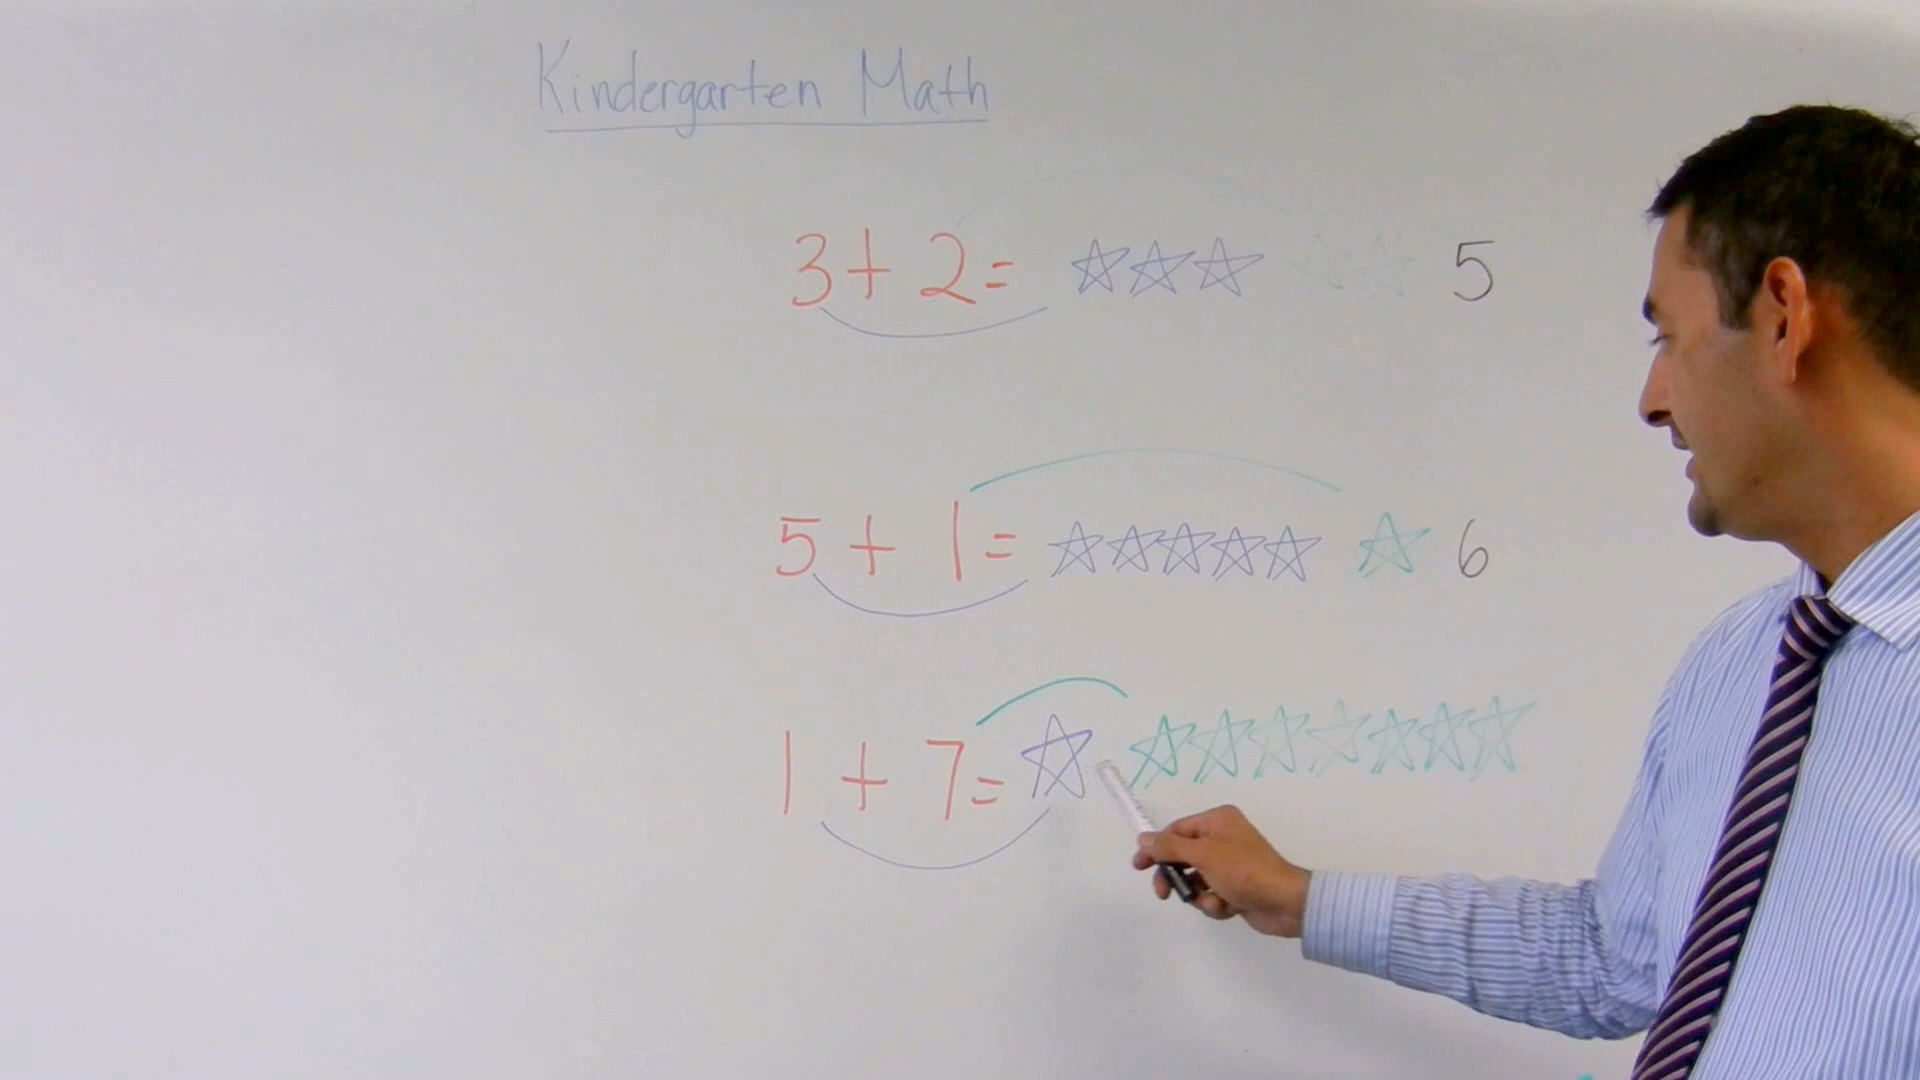 Kindergarten Math
3 + 2 = ☆☆☆ ☆☆ 5
5 + 1 = ☆☆☆☆☆ ☆ 6
1 + 7 = ☆ ☆☆☆☆☆☆☆